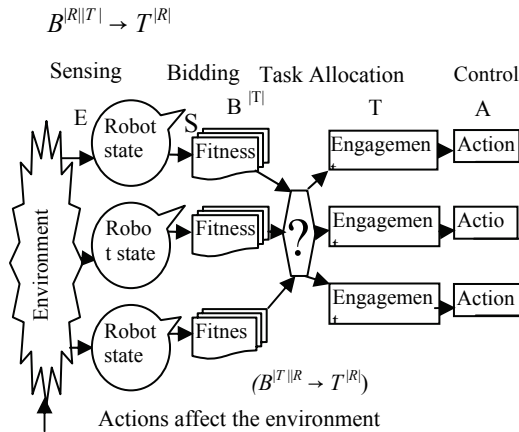 B^{|R||T|} → T^{|R|}
Sensing Bidding Task Allocation Control
E S B^{|T|} T A
Robot
state
Fitness
Engagemen
t
Action
Environment
Robo
t state
Fitness
?
Engagemen
t
Actio
Robot
state
Fitnes
Engagemen
t
Action
(B^{|T||R} → T^{|R|})
Actions affect the environment